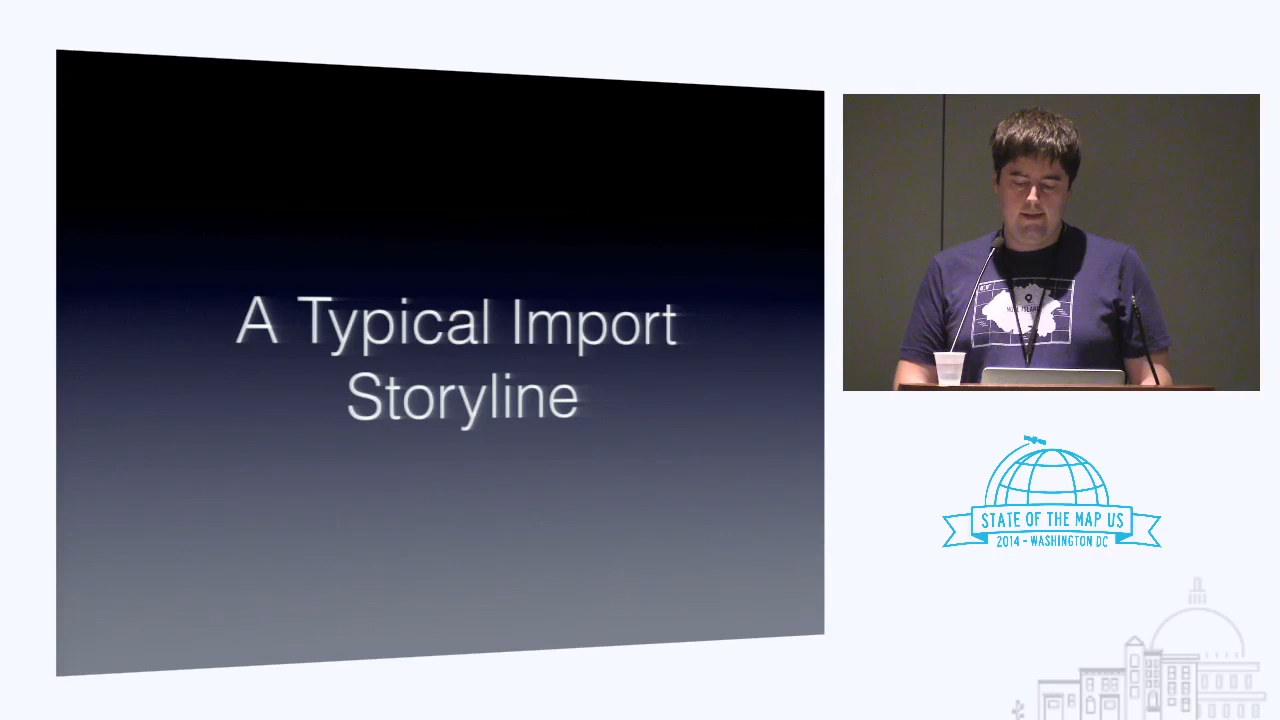 A Typical Import
Storyline
STATE OF THE MAP US
2014 - WASHINGTON DC